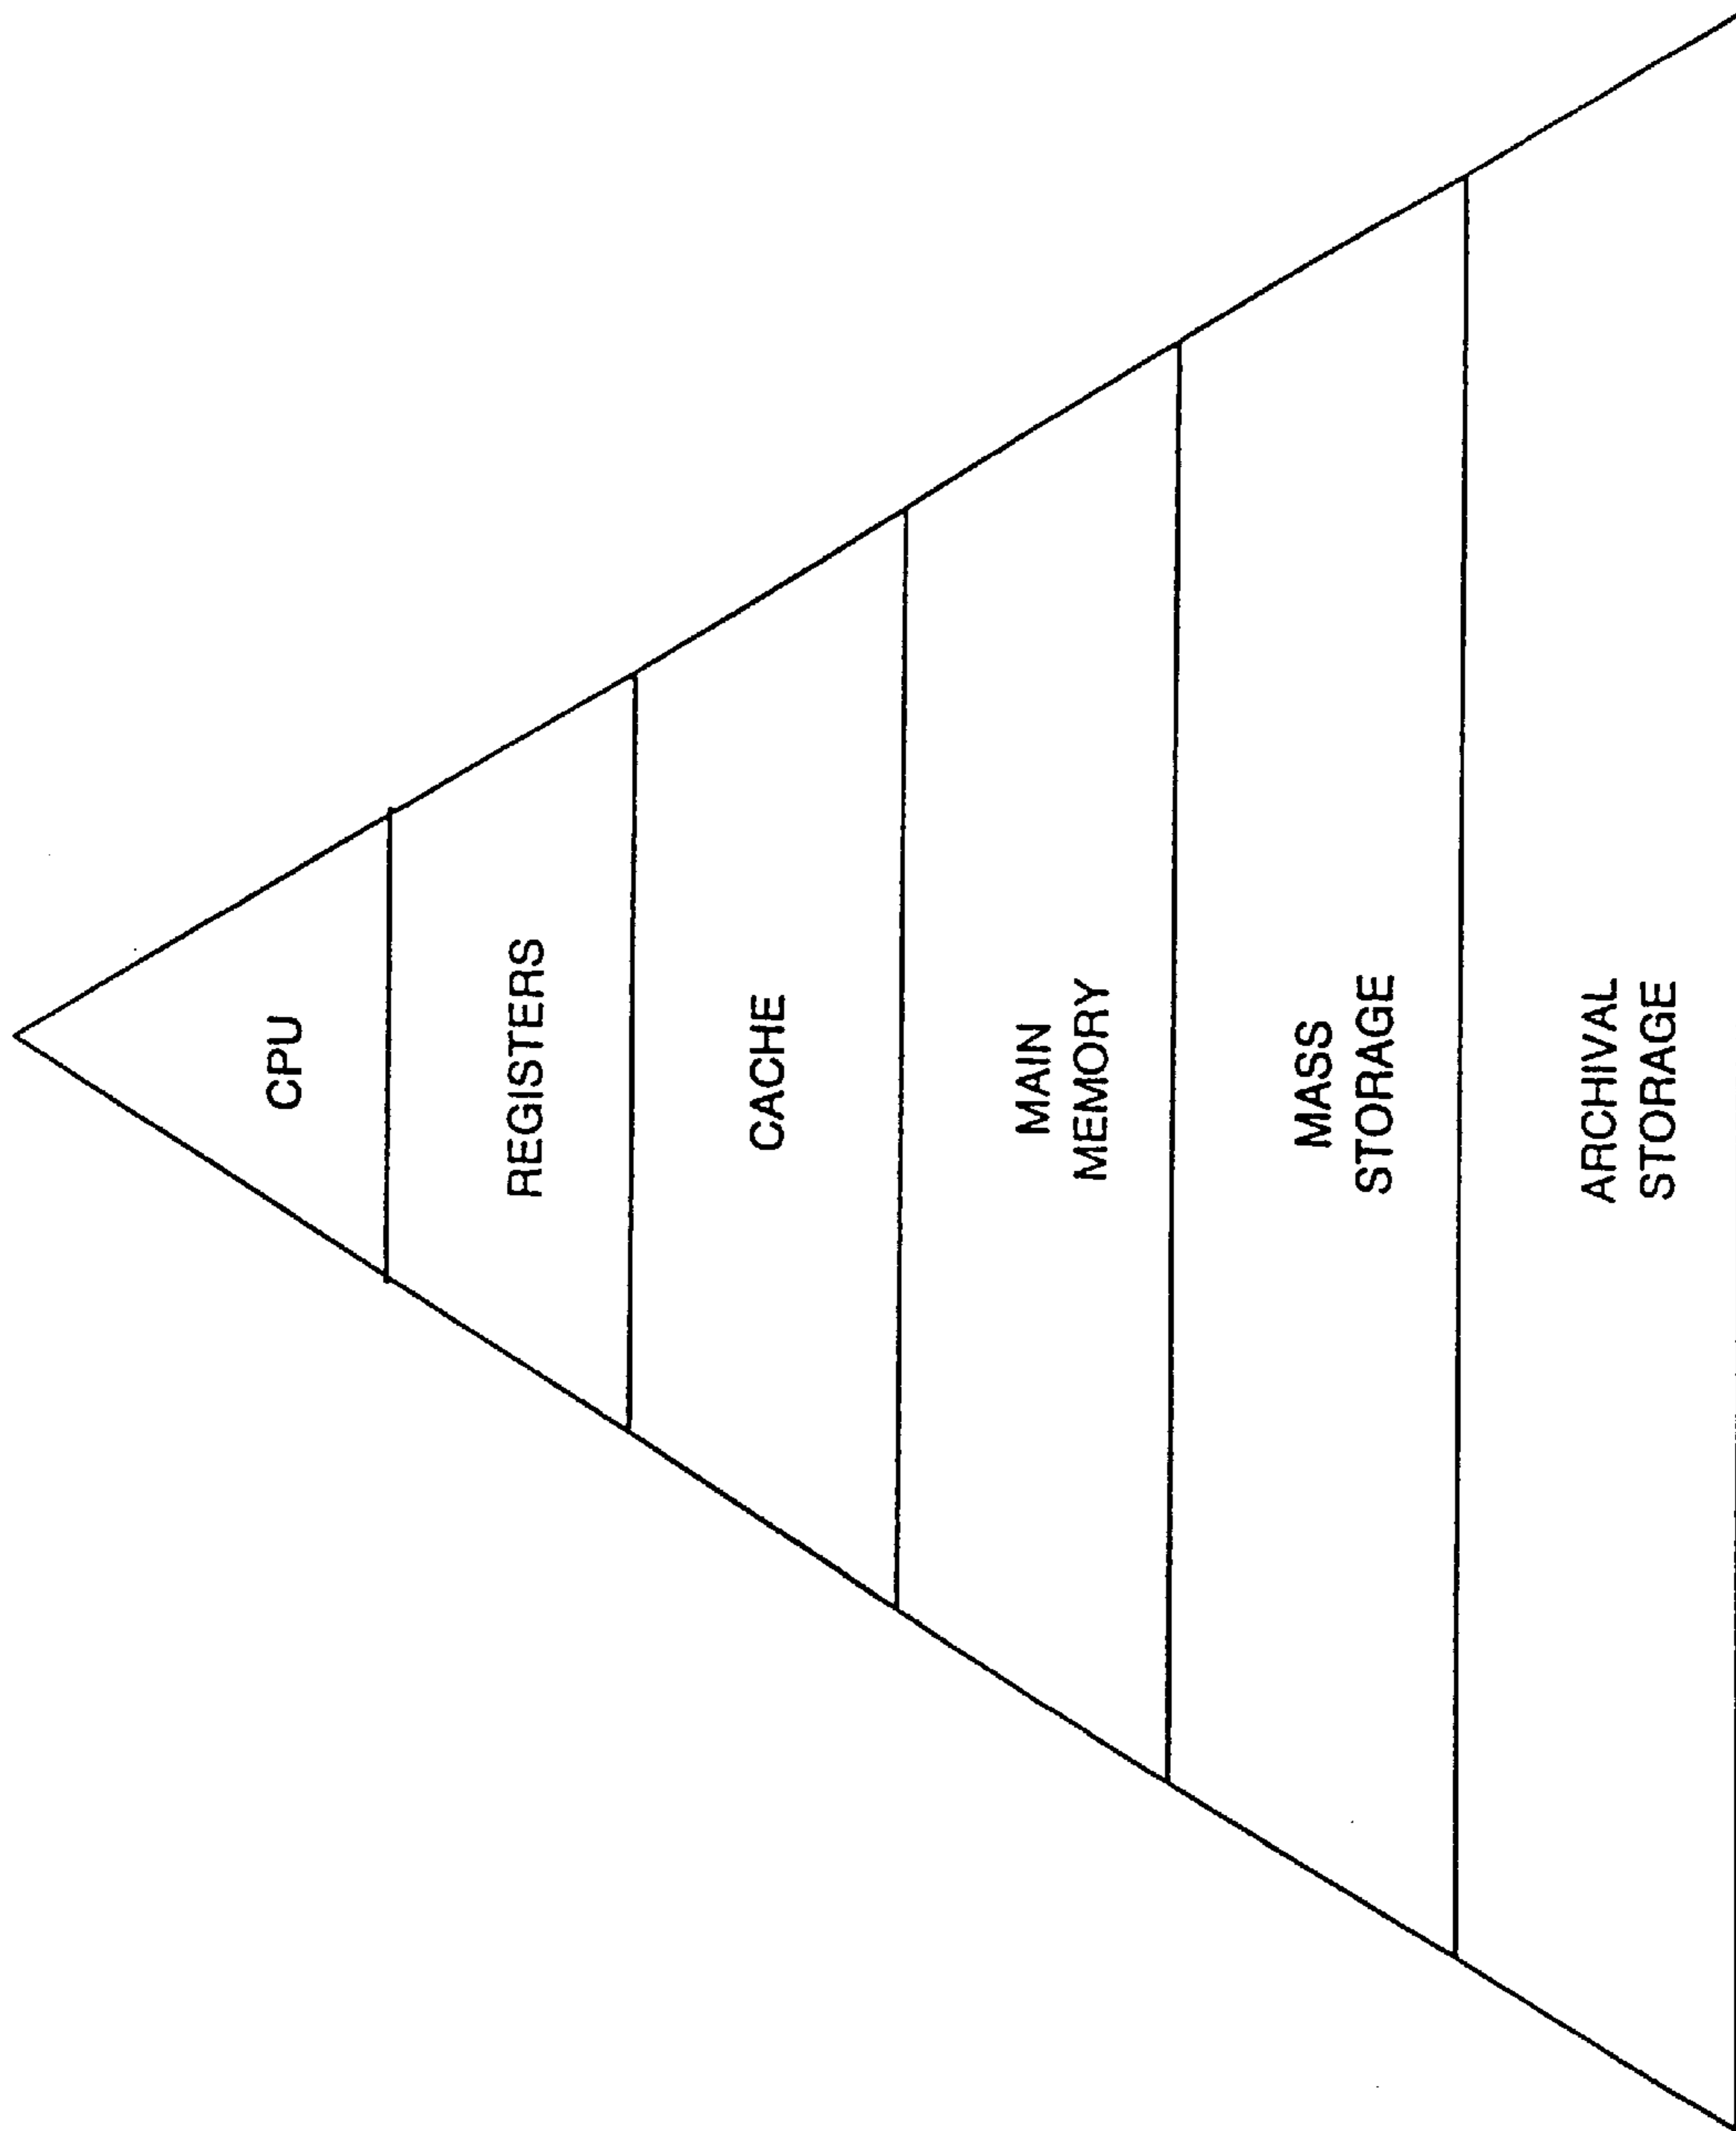 CPU
REGISTERS
CACHE
MAIN
MEMORY
MASS
STORAGE
ARCHIVAL
STORAGE